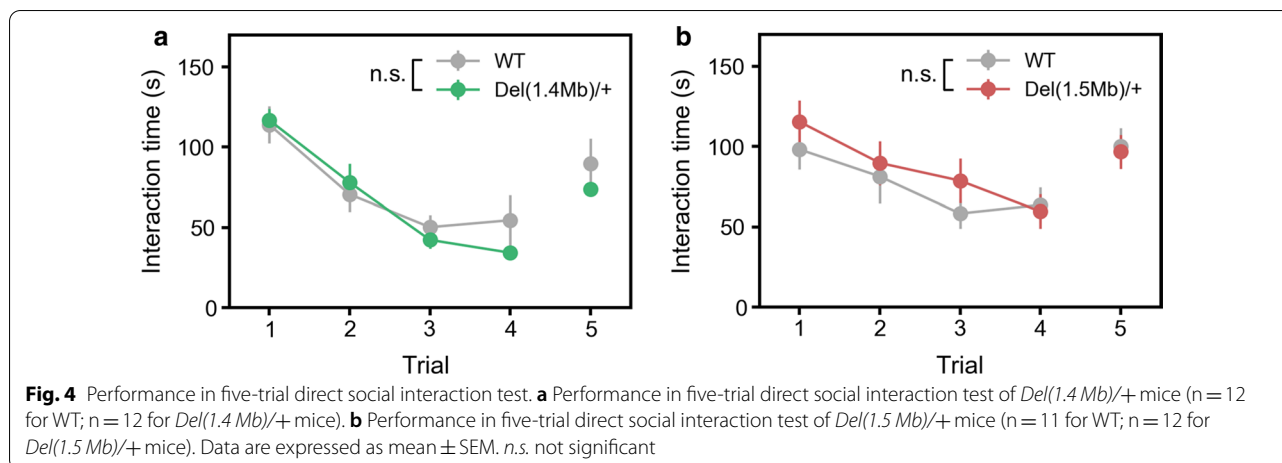 a
WT
n.s.
Del(1.4Mb)/+
Interaction time (s)
150
100
50
0
1 2 3 4 5
Trial
b
WT
n.s.
Del(1.5Mb)/+
Interaction time (s)
150
100
50
0
1 2 3 4 5
Trial
Fig. 4 Performance in five-trial direct social interaction test. a Performance in five-trial direct social interaction test of Del(1.4 Mb)/+ mice (n = 12
for WT; n = 12 for Del(1.4 Mb)/+ mice). b Performance in five-trial direct social interaction test of Del(1.5 Mb)/+ mice (n = 11 for WT; n = 12 for
Del(1.5 Mb)/+ mice). Data are expressed as mean ± SEM. n.s. not significant